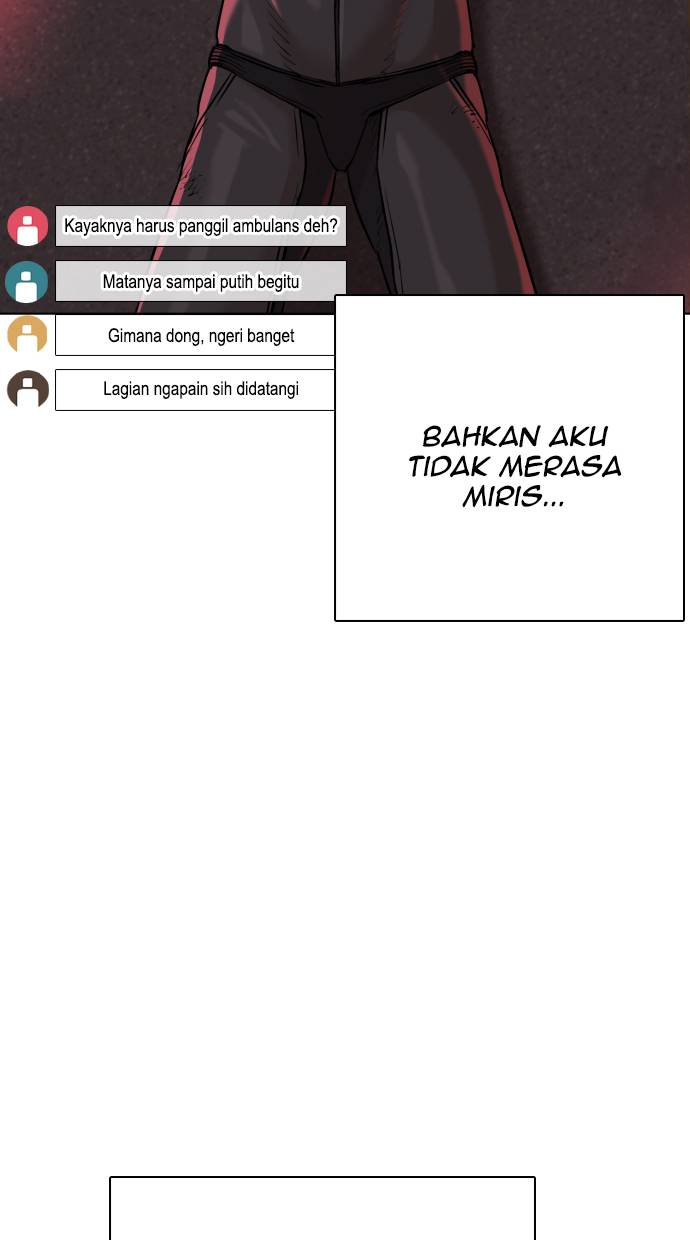 Kayaknya harus panggil ambulans deh?
Matanya sampai putih begitu
Gimana dong, ngeri banget
Lagian ngapain sih didatangi
BAHKAN AKU
TIDAK MERASA
MIRIS...